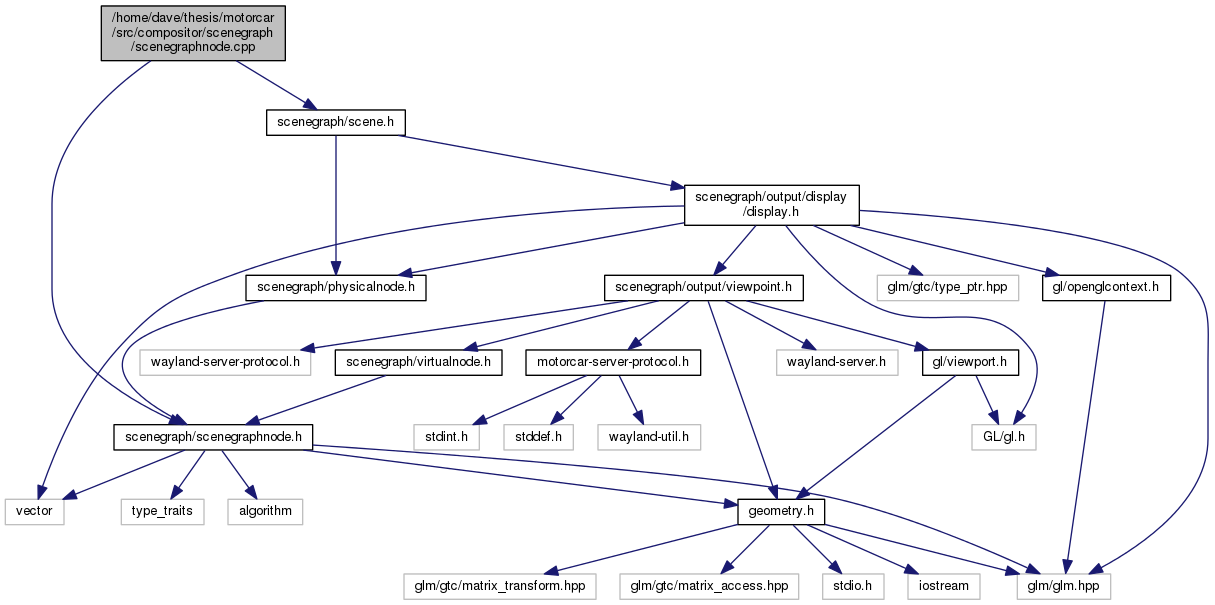 /home/dave/thesis/motorcar
/src/compositor/scenegraph
/scenegraphnode.cpp
scenegraph/scene.h
scenegraph/output/display
/display.h
scenegraph/physicalnode.h
scenegraph/output/viewpoint.h
glm/gtc/type_ptr.hpp
gl/openglcontext.h
wayland-server-protocol.h
scenegraph/virtualnode.h
motorcar-server-protocol.h
wayland-server.h
gl/viewport.h
scenegraph/scenegraphnode.h
stdint.h
stddef.h
wayland-util.h
GL/gl.h
vector
type_traits
algorithm
geometry.h
glm/gtc/matrix_transform.hpp
glm/gtc/matrix_access.hpp
stdio.h
iostream
glm/glm.hpp